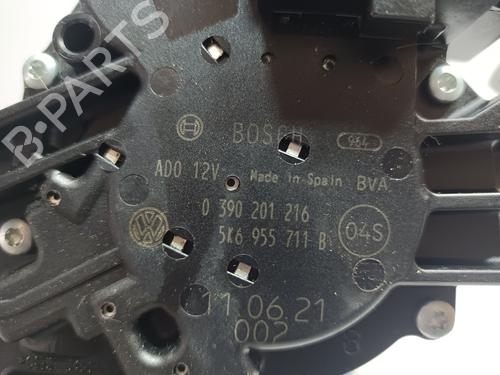 BOSCH
984
ADO 12V Made in Spain BVA
0 390 201 216
5K6 955 711 B
04S
11.06.21
002
B-PARTS